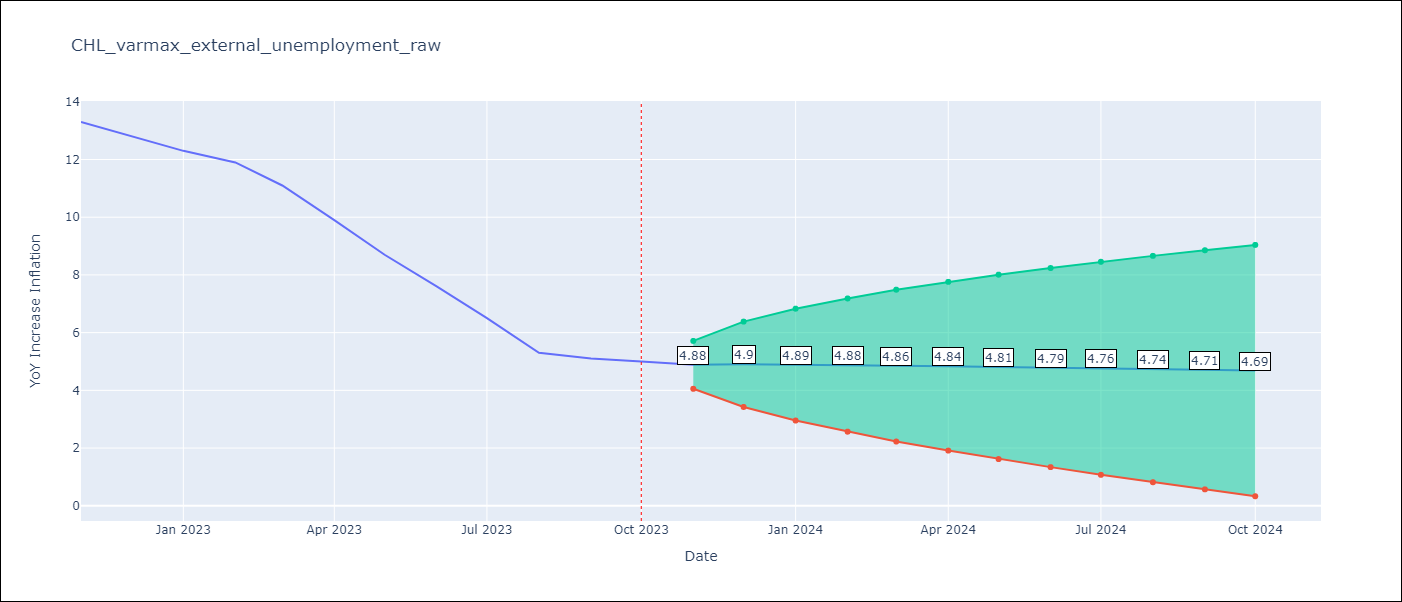 CHL_varmax_external_unemployment_raw
YoY Increase Inflation
14
12
10
8
6
4
2
0
4.88 4.9 4.89 4.88 4.86 4.84 4.81 4.79 4.76 4.74 4.71 4.69
Jan 2023 Apr 2023 Jul 2023 Oct 2023 Jan 2024 Apr 2024 Jul 2024 Oct 2024
Date